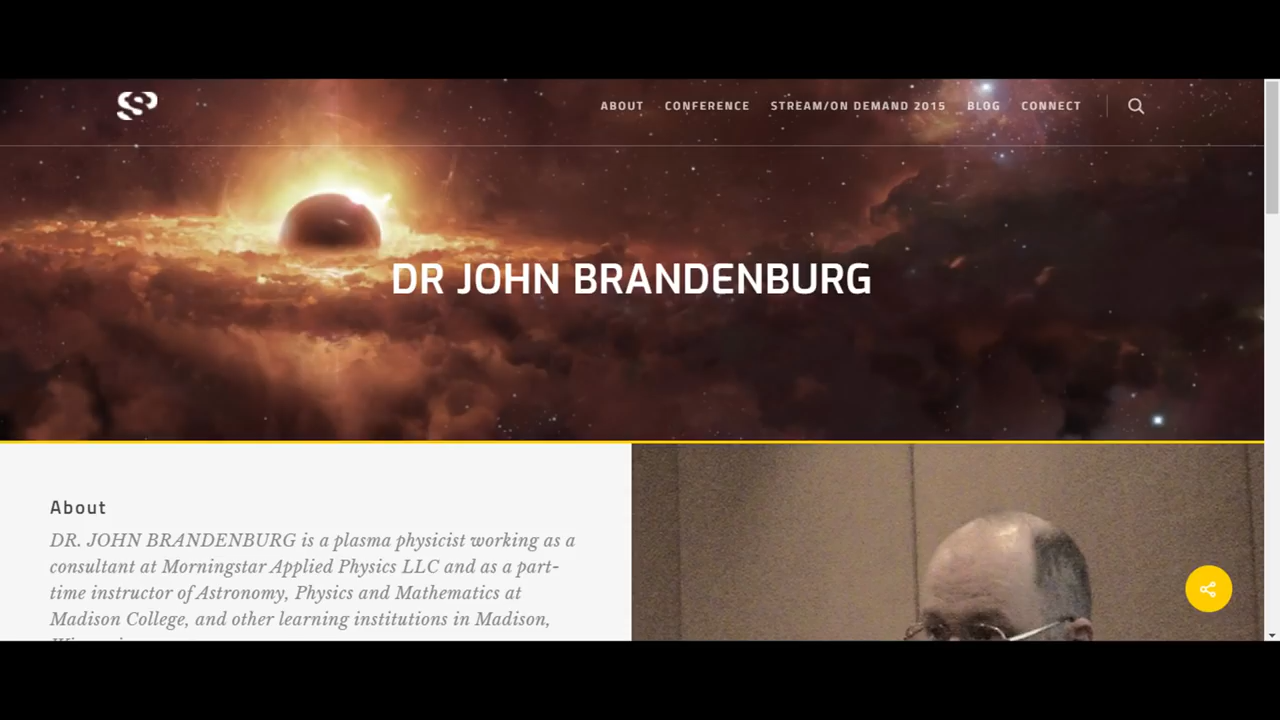 ABOUT CONFERENCE STREAM/ON DEMAND 2015 BLOG CONNECT
DR JOHN BRANDENBURG
About
DR. JOHN BRANDENBURG is a plasma physicist working as a
consultant at Morningstar Applied Physics LLC and as a part-
time instructor of Astronomy, Physics and Mathematics at
Madison College, and other learning institutions in Madison,